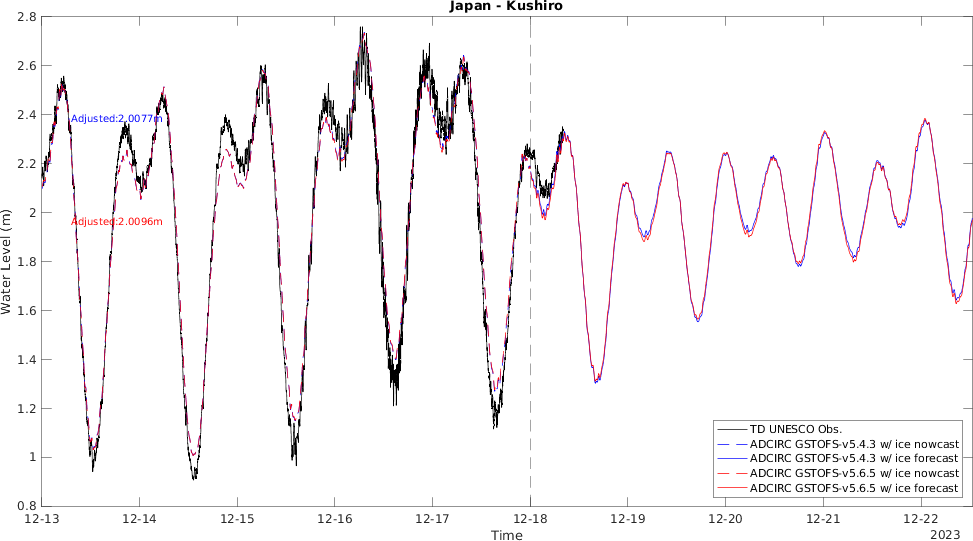 Japan - Kushiro
2.8
2.6
2.4
2.2
2
1.8
1.6
1.4
1.2
1
0.8
Water Level (m)
Adjusted:2.0077m
Adjusted:2.0096m
TD UNESCO Obs.
ADCIRC GSTOFS-v5.4.3 w/ ice nowcast
ADCIRC GSTOFS-v5.4.3 w/ ice forecast
ADCIRC GSTOFS-v5.6.5 w/ ice nowcast
ADCIRC GSTOFS-v5.6.5 w/ ice forecast
12-13 12-14 12-15 12-16 12-17 12-18 12-19 12-20 12-21 12-22
Time
2023